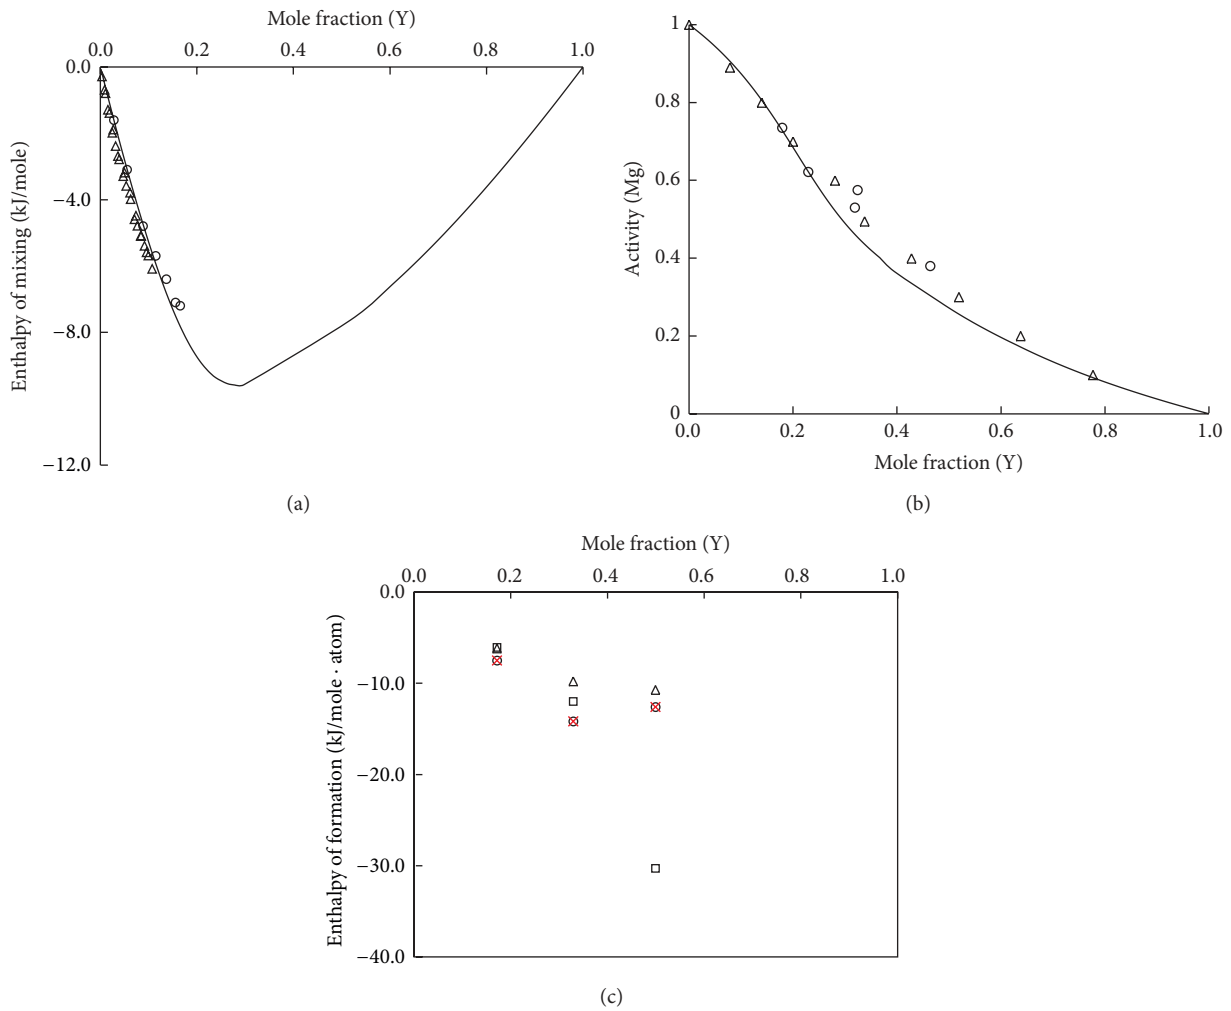 Mole fraction (Y)
0.0 0.2 0.4 0.6 0.8 1.0
0.0
−4.0
−8.0
−12.0
Enthalpy of mixing (kJ/mole)
(a)
1
0.8
0.6
0.4
0.2
0
0.0 0.2 0.4 0.6 0.8 1.0
Activity (Mg)
Mole fraction (Y)
(b)
Mole fraction (Y)
0.0 0.2 0.4 0.6 0.8 1.0
0.0
−10.0
−20.0
−30.0
−40.0
Enthalpy of formation (kJ/mole · atom)
(c)